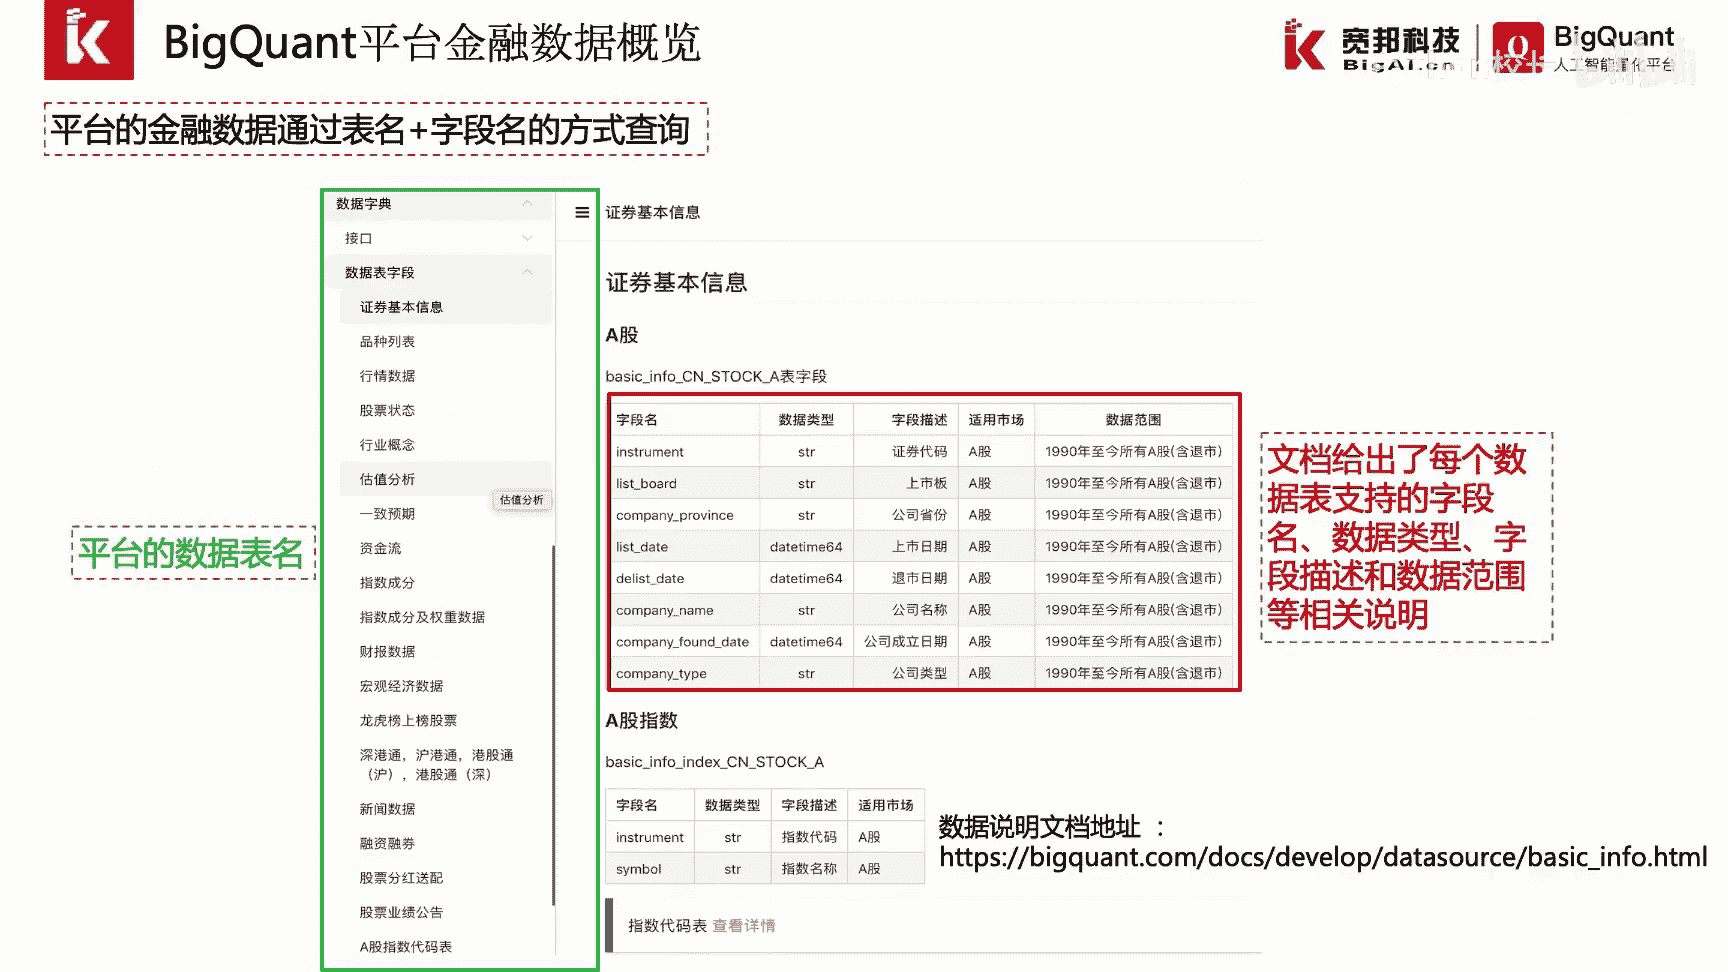 BigQuant平台金融数据概览
宽邦科技
BigAI.cn
BigQuant
人工智能量化平台
平台的金融数据通过表名+字段名的方式查询
数据字典
接口
数据表字段
证券基本信息
品种列表
行情数据
股票状态
行业概念
估值分析
估值分析
一致预期
资金流
指数成分
指数成分及权重数据
财报数据
宏观经济数据
龙虎榜上榜股票
深港通，沪港通，港股通
（沪），港股通（深）
新闻数据
融资融券
股票分红送配
股票业绩公告
A股指数代码表
平台的数据表名
证券基本信息
证券基本信息
A股
basic_info_CN_STOCK_A表字段
字段名 数据类型 字段描述 适用市场 数据范围
instrument str 证券代码 A股 1990年至今所有A股(含退市)
list_board str 上市板 A股 1990年至今所有A股(含退市)
company_province str 公司省份 A股 1990年至今所有A股(含退市)
list_date datetime64 上市日期 A股 1990年至今所有A股(含退市)
delist_date datetime64 退市日期 A股 1990年至今所有A股(含退市)
company_name str 公司名称 A股 1990年至今所有A股(含退市)
company_found_date datetime64 公司成立日期 A股 1990年至今所有A股(含退市)
company_type str 公司类型 A股 1990年至今所有A股(含退市)
文档给出了每个数
据表支持的字段
名、数据类型、字
段描述和数据范围
等相关说明
A股指数
basic_info_index_CN_STOCK_A
字段名 数据类型 字段描述 适用市场
instrument str 指数代码 A股
symbol str 指数名称 A股
指数代码表 查看详情
数据说明文档地址 ：
https://bigquant.com/docs/develop/datasource/basic_info.html